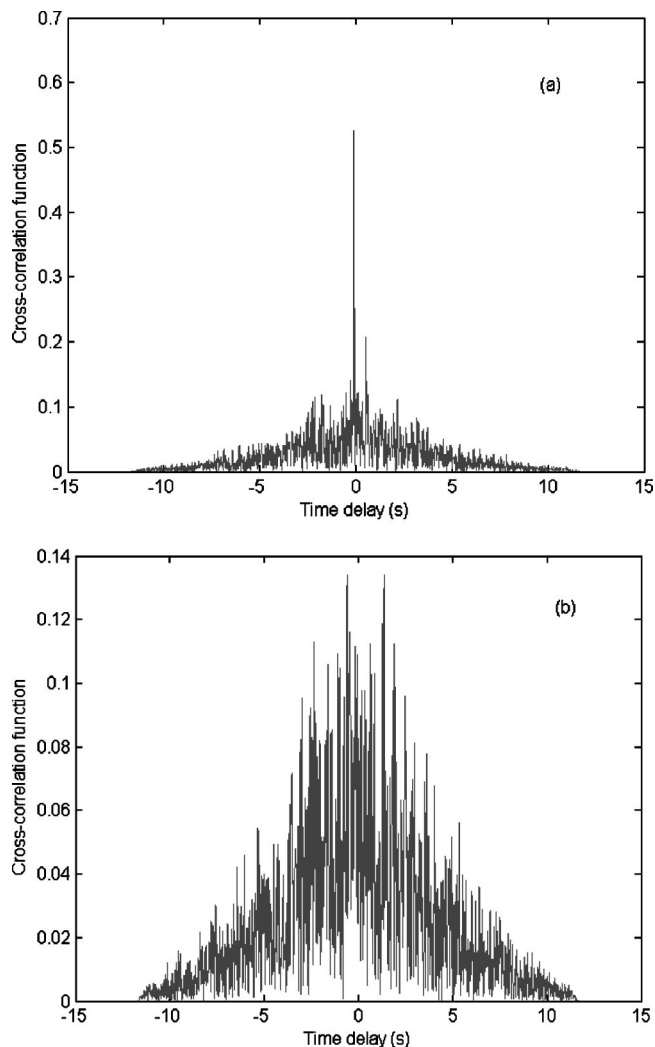 0.7
(a)
0.6
0.5
0.4
0.3
0.2
0.1
0
Cross-correlation function
-15 -10 -5 0 5 10 15
Time delay (s)
0.14
(b)
0.12
0.1
0.08
0.06
0.04
0.02
0
Cross-correlation function
-15 -10 -5 0 5 10 15
Time delay (s)